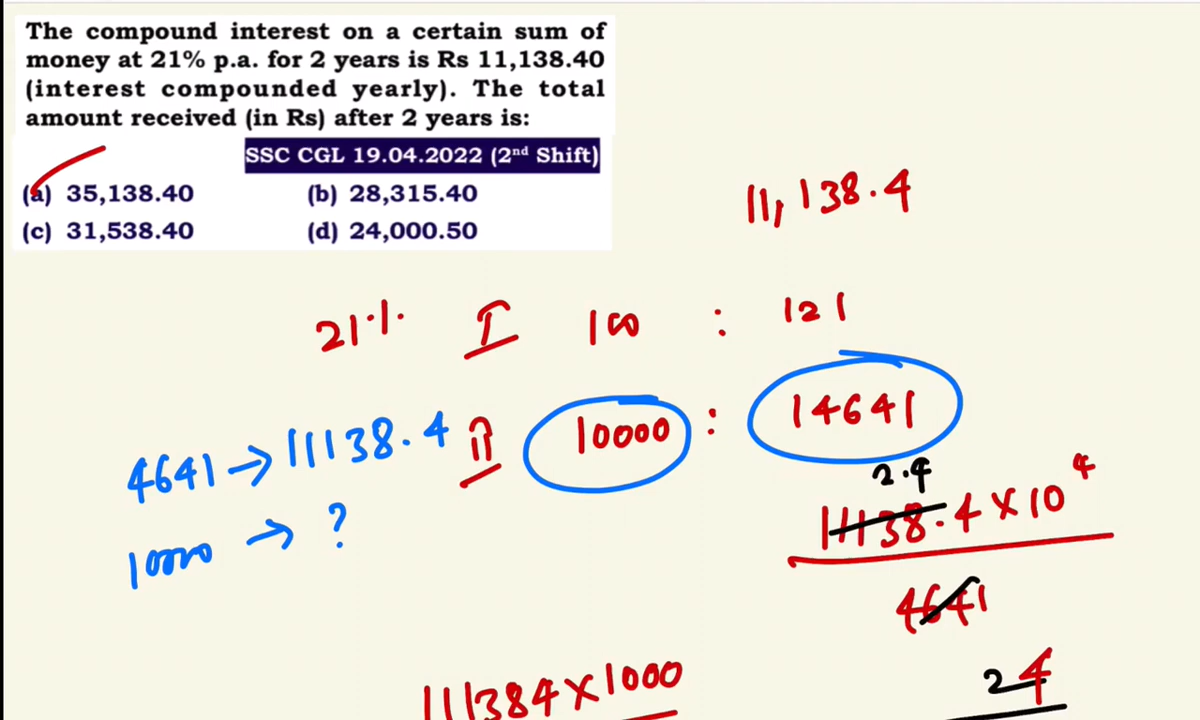 The compound interest on a certain sum of
money at 21% p.a. for 2 years is Rs 11,138.40
(interest compounded yearly). The total
amount received (in Rs) after 2 years is:
SSC CGL 19.04.2022 (2nd Shift)
(a) 35,138.40 (b) 28,315.40
(c) 31,538.40 (d) 24,000.50
11,138.4
21% I 100 : 121
4641→11138.4 II 10000 : 14641
10000 → ?
2.4
11138.4×10^4
4641
111384×1000
24